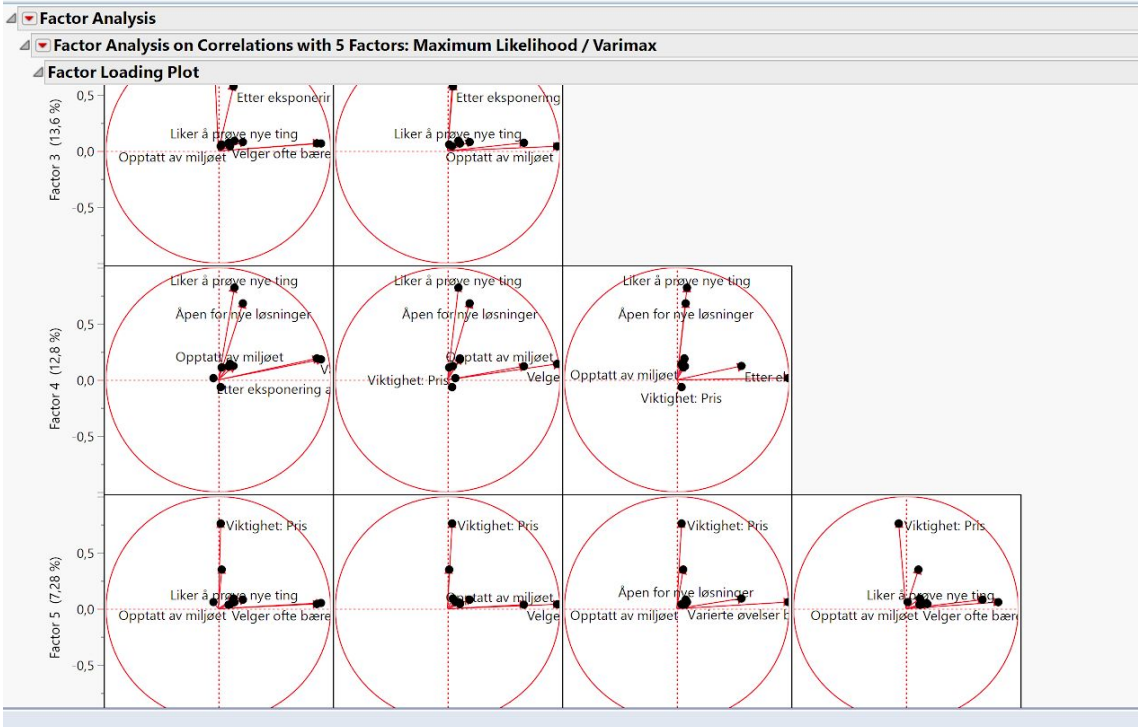 Factor Analysis
Factor Analysis on Correlations with 5 Factors: Maximum Likelihood / Varimax
Factor Loading Plot
Factor 3 (13,6 %)
0,5
0,0
-0,5
Etter eksponerin
Liker å prøve nye ting
Opptatt av miljøet
Velger ofte bære
Etter eksponering
Liker å prøve nye ting
Opptatt av miljøet
Factor 4 (12,8 %)
0,5
0,0
-0,5
Liker å prøve nye ting
Åpen for nye løsninger
Opptatt av miljøet
V
Etter eksponering a
Liker å prøve nye ting
Åpen for nye løsninger
Opptatt av miljøet
Viktighet: Pris
Velge
Liker å prøve nye ting
Åpen for nye løsninger
Opptatt av miljøet
Etter ek
Viktighet: Pris
Factor 5 (7,28 %)
0,5
0,0
-0,5
Viktighet: Pris
Liker å prøve nye ting
Opptatt av miljøet
Velger ofte bære
Viktighet: Pris
Opptatt av miljøet
Velge
Viktighet: Pris
Åpen for nye løsninger
Opptatt av miljøet
Varierte øvelser b
Viktighet: Pris
Liker å prøve nye ting
Opptatt av miljøet
Velger ofte bære